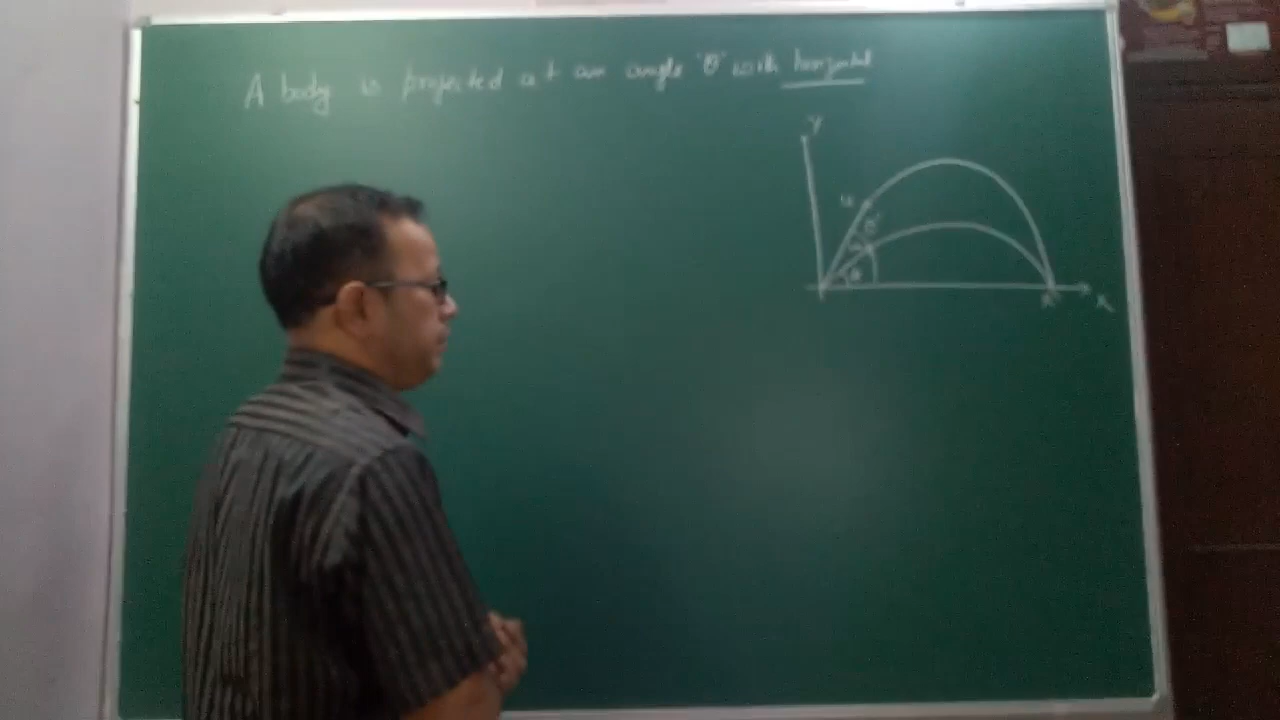 A body is projected at an angle 'θ' with horizontal
y
u
θ
x